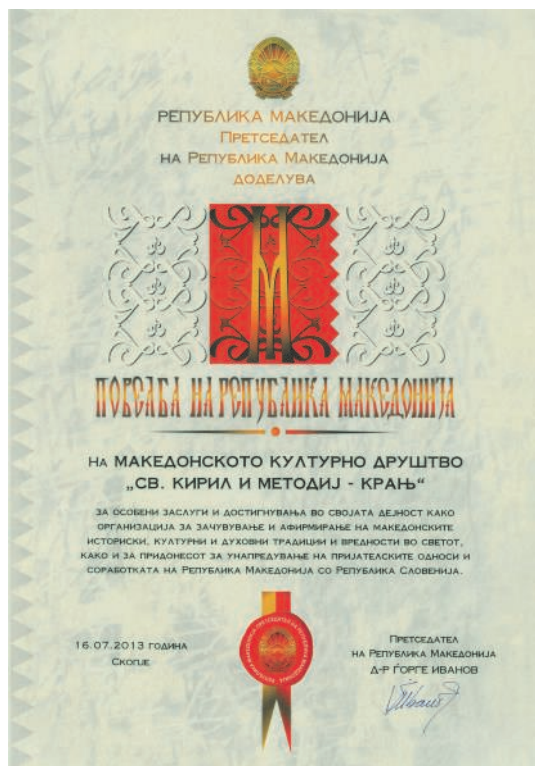 РЕПУБЛИКА МАКЕДОНИЈА
ПРЕТСЕДАТЕЛ
НА РЕПУБЛИКА МАКЕДОНИЈА
ДОДЕЛУВА
М
ПОВЕЛБА НА РЕПУБЛИКА МАКЕДОНИЈА
НА МАКЕДОНСКОТО КУЛТУРНО ДРУШТВО
„СВ. КИРИЛ И МЕТОДИЈ - КРАЊ“
ЗА ОСОБЕНИ ЗАСЛУГИ И ДОСТИГНУВАЊА ВО СВОЈАТА ДЕЈНОСТ КАКО
ОРГАНИЗАЦИЈА ЗА ЗАЧУВУВАЊЕ И АФИРМИРАЊЕ НА МАКЕДОНСКИТЕ
ИСТОРИСКИ, КУЛТУРНИ И ДУХОВНИ ТРАДИЦИИ И ВРЕДНОСТИ ВО СВЕТОТ,
КАКО И ЗА ПРИДОНЕСОТ ЗА УНАПРЕДУВАЊЕ НА ПРИЈАТЕЛСКИТЕ ОДНОСИ И
СОРАБОТКАТА НА РЕПУБЛИКА МАКЕДОНИЈА СО РЕПУБЛИКА СЛОВЕНИЈА.
16.07.2013 ГОДИНА
СКОПЈЕ
ПРЕТСЕДАТЕЛ
НА РЕПУБЛИКА МАКЕДОНИЈА
Д-Р ЃОРГЕ ИВАНОВ